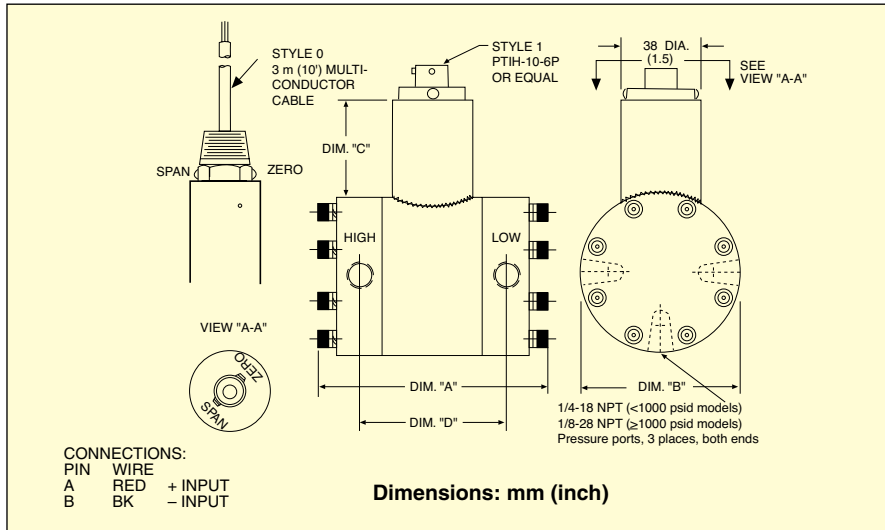 STYLE 0
3 m (10') MULTI-
CONDUCTOR
CABLE
SPAN
ZERO
STYLE 1
PTIH-10-6P
OR EQUAL
38 DIA.
(1.5)
SEE
VIEW "A-A"
DIM. "C"
HIGH
LOW
VIEW "A-A"
ZERO
SPAN
DIM. "A"
DIM. "D"
DIM. "B"
1/4-18 NPT (<1000 psid models)
1/8-28 NPT (≥1000 psid models)
Pressure ports, 3 places, both ends
CONNECTIONS:
PIN WIRE
A RED + INPUT
B BK – INPUT
Dimensions: mm (inch)